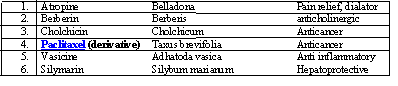 1. Atropine Belladona Pain relief, dialator
2. Berberin Berberis anticholinergic
3. Cholchicin Cholchicum Anticancer
4. Paclitaxel (derivative) Taxus brevifolia Anticancer
5. Vasicine Adhatoda vasica Anti inflammatory
6. Silymarin Silybum marianum Hepatoprotective